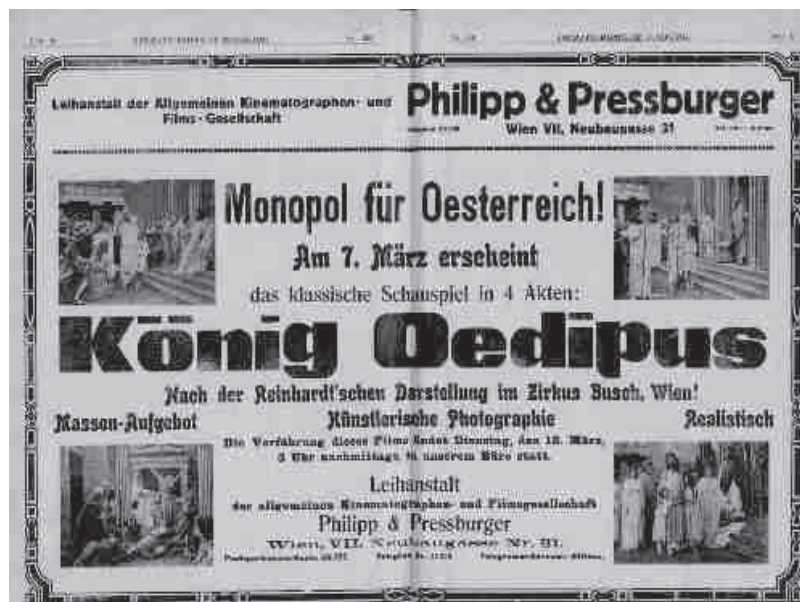 Leihanstalt der Allgemeinen Kinematographen- und
Films-Gesellschaft
Philipp & Pressburger
Wien VII, Neubaugasse 31
Monopol für Oesterreich!
Am 7. März erscheint
das klassische Schauspiel in 4 Akten:
König Oedipus
Nach der Reinhardt'schen Darstellung im Zirkus Busch, Wien!
Massen-Aufgebot
Künstlerische Photographie
Realistisch
Die Vorführung dieses Films findet Dienstag, den März,
Uhr nachmittags in unserem Büro statt.
Leihanstalt
der allgemeinen Kinematographen- und Filmsgesellschaft
Philipp & Pressburger
Wien, VII. Neubaugasse Nr. 31.